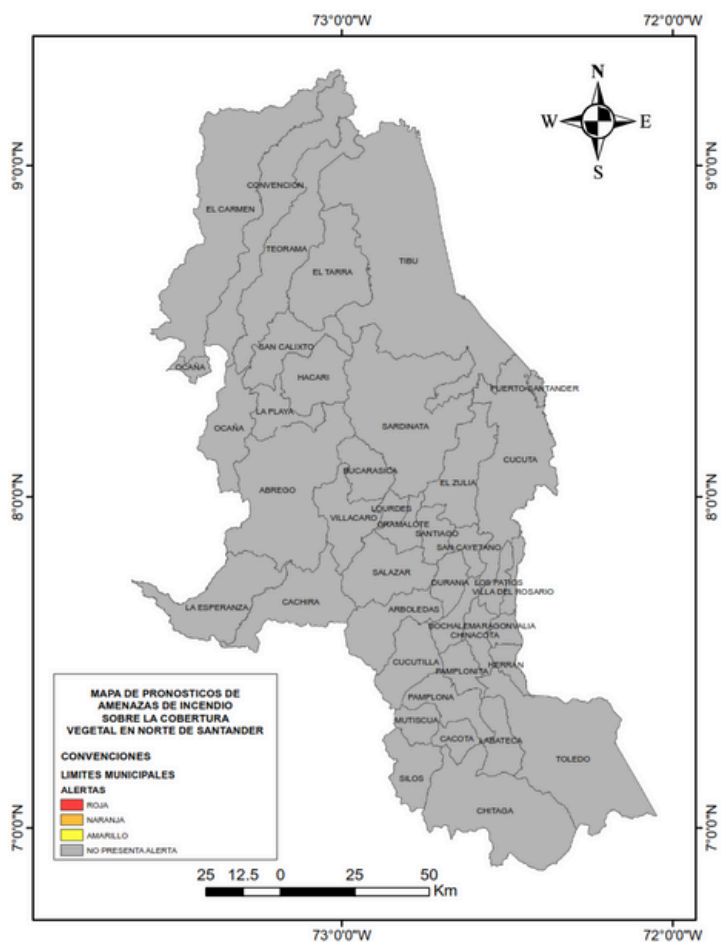 73°0'0"W 72°0'0"W
N
W E
S
9°0'0"N 9°0'0"N
CONVENCIÓN
EL CARMEN
TEORAMA
TIBU
EL TARRA
SAN CALIXTO
OCAÑA
HACARI
PUERTO SANTANDER
LA PLAYA
OCAÑA SARDINATA
CUCUTA
BUCARASICA
EL ZULIA
ABREGO
8°0'0"N 8°0'0"N
LOURDES
VILLACARO
GRAMALOTE
SANTIAGO
SAN CAYETANO
SALAZAR
DURANIA LOS PATIOS
VILLA DEL ROSARIO
CACHIRA
LA ESPERANZA ARBOLEDAS
BOCHALEMA RAGONVALIA
CHINACOTA
CUCUTILLA HERRAN
PAMPLONITA
PAMPLONA
MUTISCUA
CACOTA LABATECA
TOLEDO
SILOS
CHITAGA
MAPA DE PRONOSTICOS DE
AMENAZAS DE INCENDIO
SOBRE LA COBERTURA
VEGETAL EN NORTE DE SANTANDER
CONVENCIONES
LIMITES MUNICIPALES
ALERTAS
ROJA
NARANJA
AMARILLO
NO PRESENTA ALERTA
7°0'0"N 7°0'0"N
25 12.5 0 25 50
Km
73°0'0"W 72°0'0"W